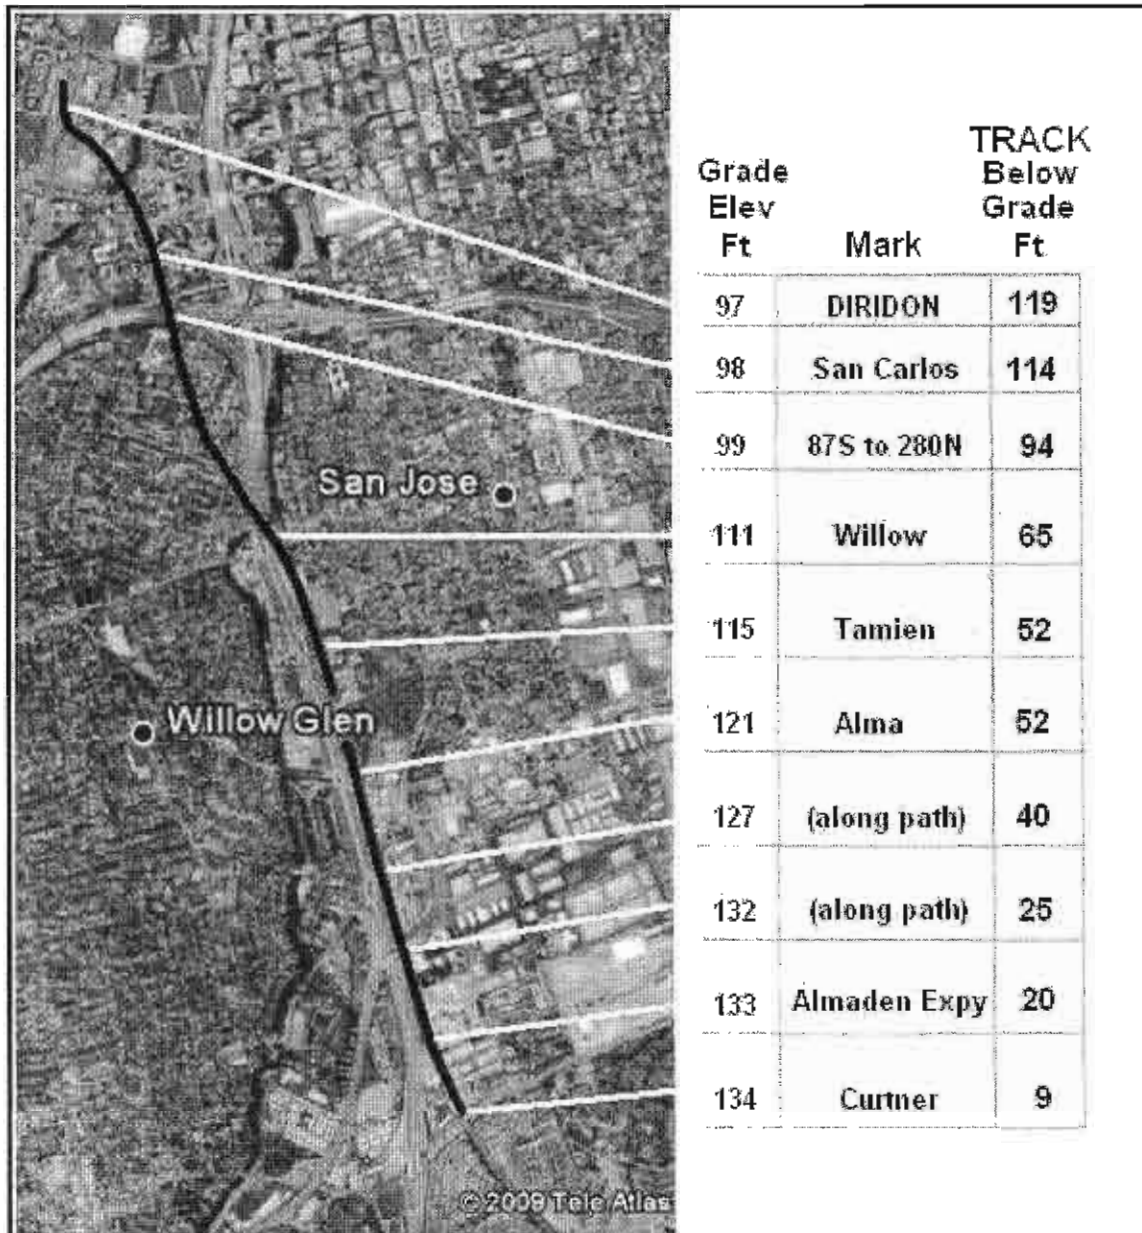 San Jose
Willow Glen
© 2009 Tele Atlas
TRACK
Grade Below
Elev Grade
Ft Mark Ft
97 DIRIDON 119
98 San Carlos 114
99 87S to 280N 94
111 Willow 65
115 Tamien 52
121 Alma 52
127 (along path) 40
132 (along path) 25
133 Almaden Expy 20
134 Curtner 9